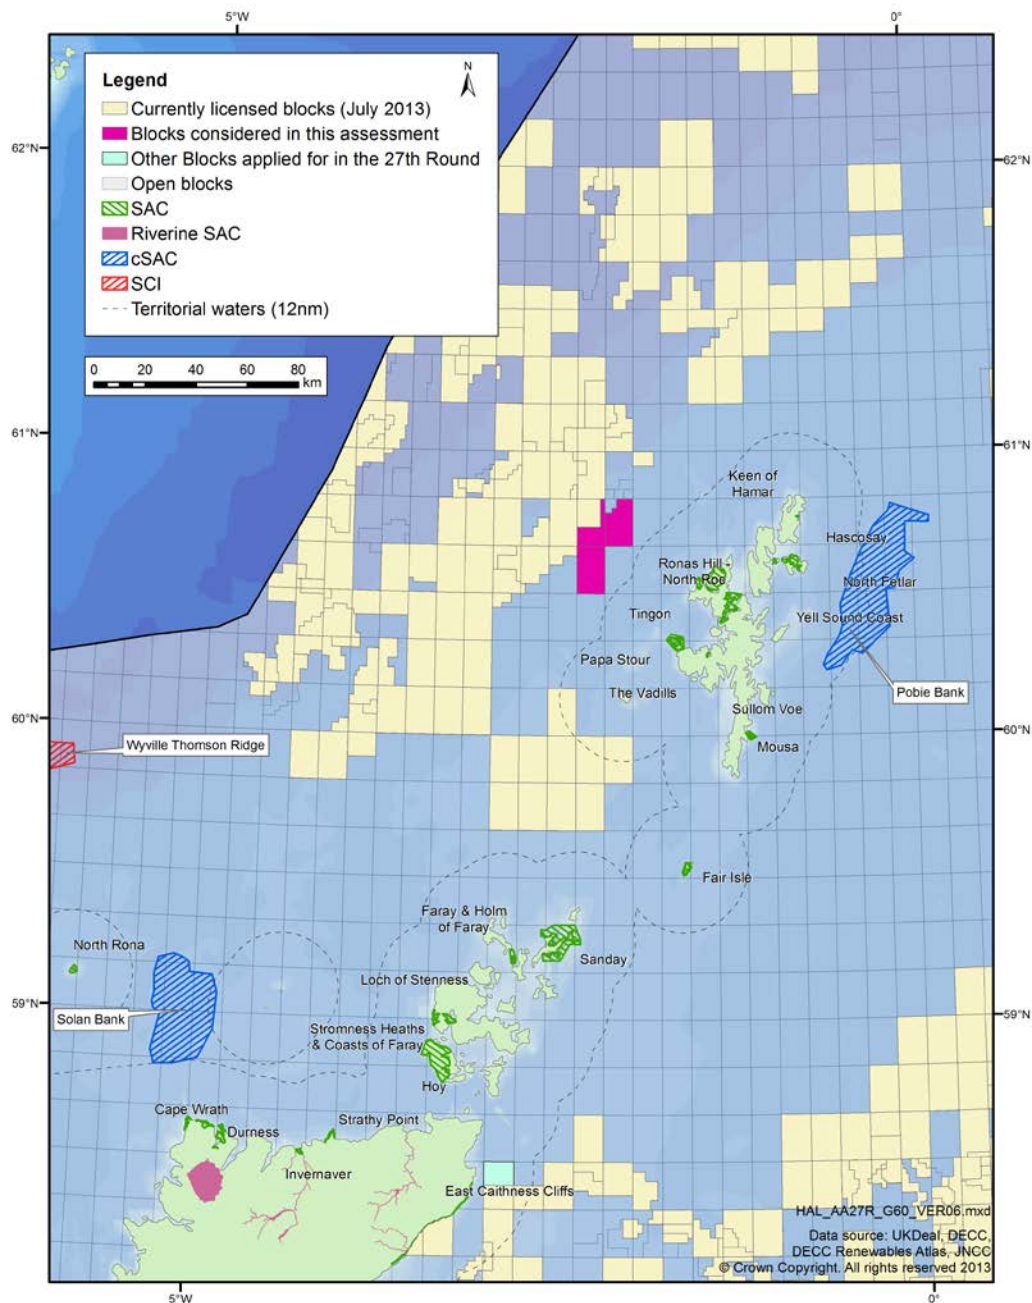 5°W
0°
Legend
N
Currently licensed blocks (July 2013)
Blocks considered in this assessment
Other Blocks applied for in the 27th Round
Open blocks
SAC
Riverine SAC
cSAC
SCI
Territorial waters (12nm)
0 20 40 60 80
km
62°N
62°N
61°N
61°N
Keen of
Hamar
Hascosay
Ronas Hill -
North Roe
North Fetlar
Tingon
Yell Sound Coast
Papa Stour
The Vadills
Pobie Bank
Sullom Voe
60°N
60°N
Wyville Thomson Ridge
Mousa
Fair Isle
Faray & Holm
of Faray
North Rona
Sanday
Loch of Stenness
59°N
59°N
Solan Bank
Stromness Heaths
& Coasts of Faray
Hoy
Cape Wrath
Strathy Point
Durness
Invernaver
East Caithness Cliffs
HAL_AA27R_G60_VER06.mxd
Data source: UKDeal, DECC,
DECC Renewables Atlas, JNCC
© Crown Copyright. All rights reserved 2013
5°W
0°